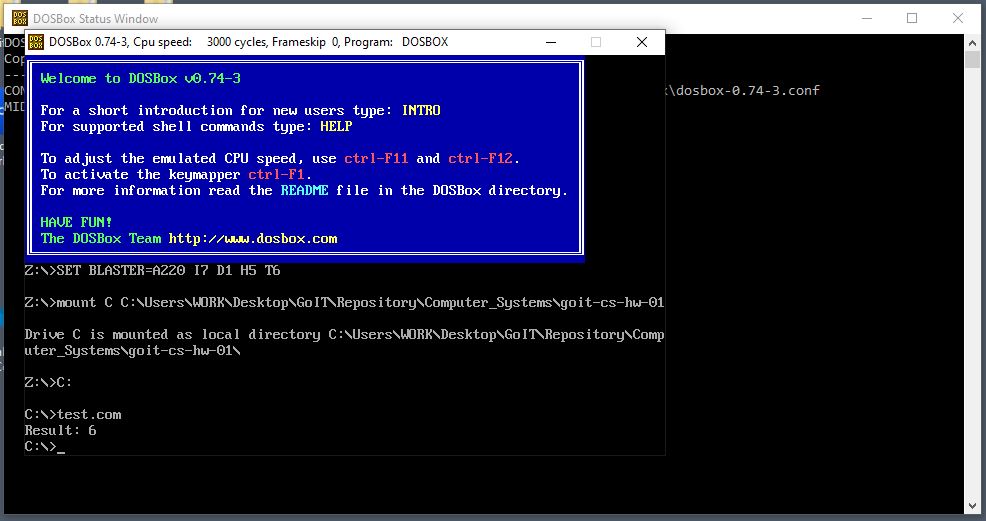 DOSBox Status Window
DOSBox 0.74-3, Cpu speed: 3000 cycles, Frameskip 0, Program: DOSBOX
\dosbox-0.74-3.conf
Welcome to DOSBox v0.74-3
For a short introduction for new users type: INTRO
For supported shell commands type: HELP
To adjust the emulated CPU speed, use ctrl-F11 and ctrl-F12.
To activate the keymapper ctrl-F1.
For more information read the README file in the DOSBox directory.
HAVE FUN!
The DOSBox Team http://www.dosbox.com
Z:\>SET BLASTER=A220 I7 D1 H5 T6
Z:\>mount C C:\Users\WORK\Desktop\GoIT\Repository\Computer_Systems\goit-cs-hw-01
Drive C is mounted as local directory C:\Users\WORK\Desktop\GoIT\Repository\Comp
uter_Systems\goit-cs-hw-01\
Z:\>C:
C:\>test.com
Result: 6
C:\>_